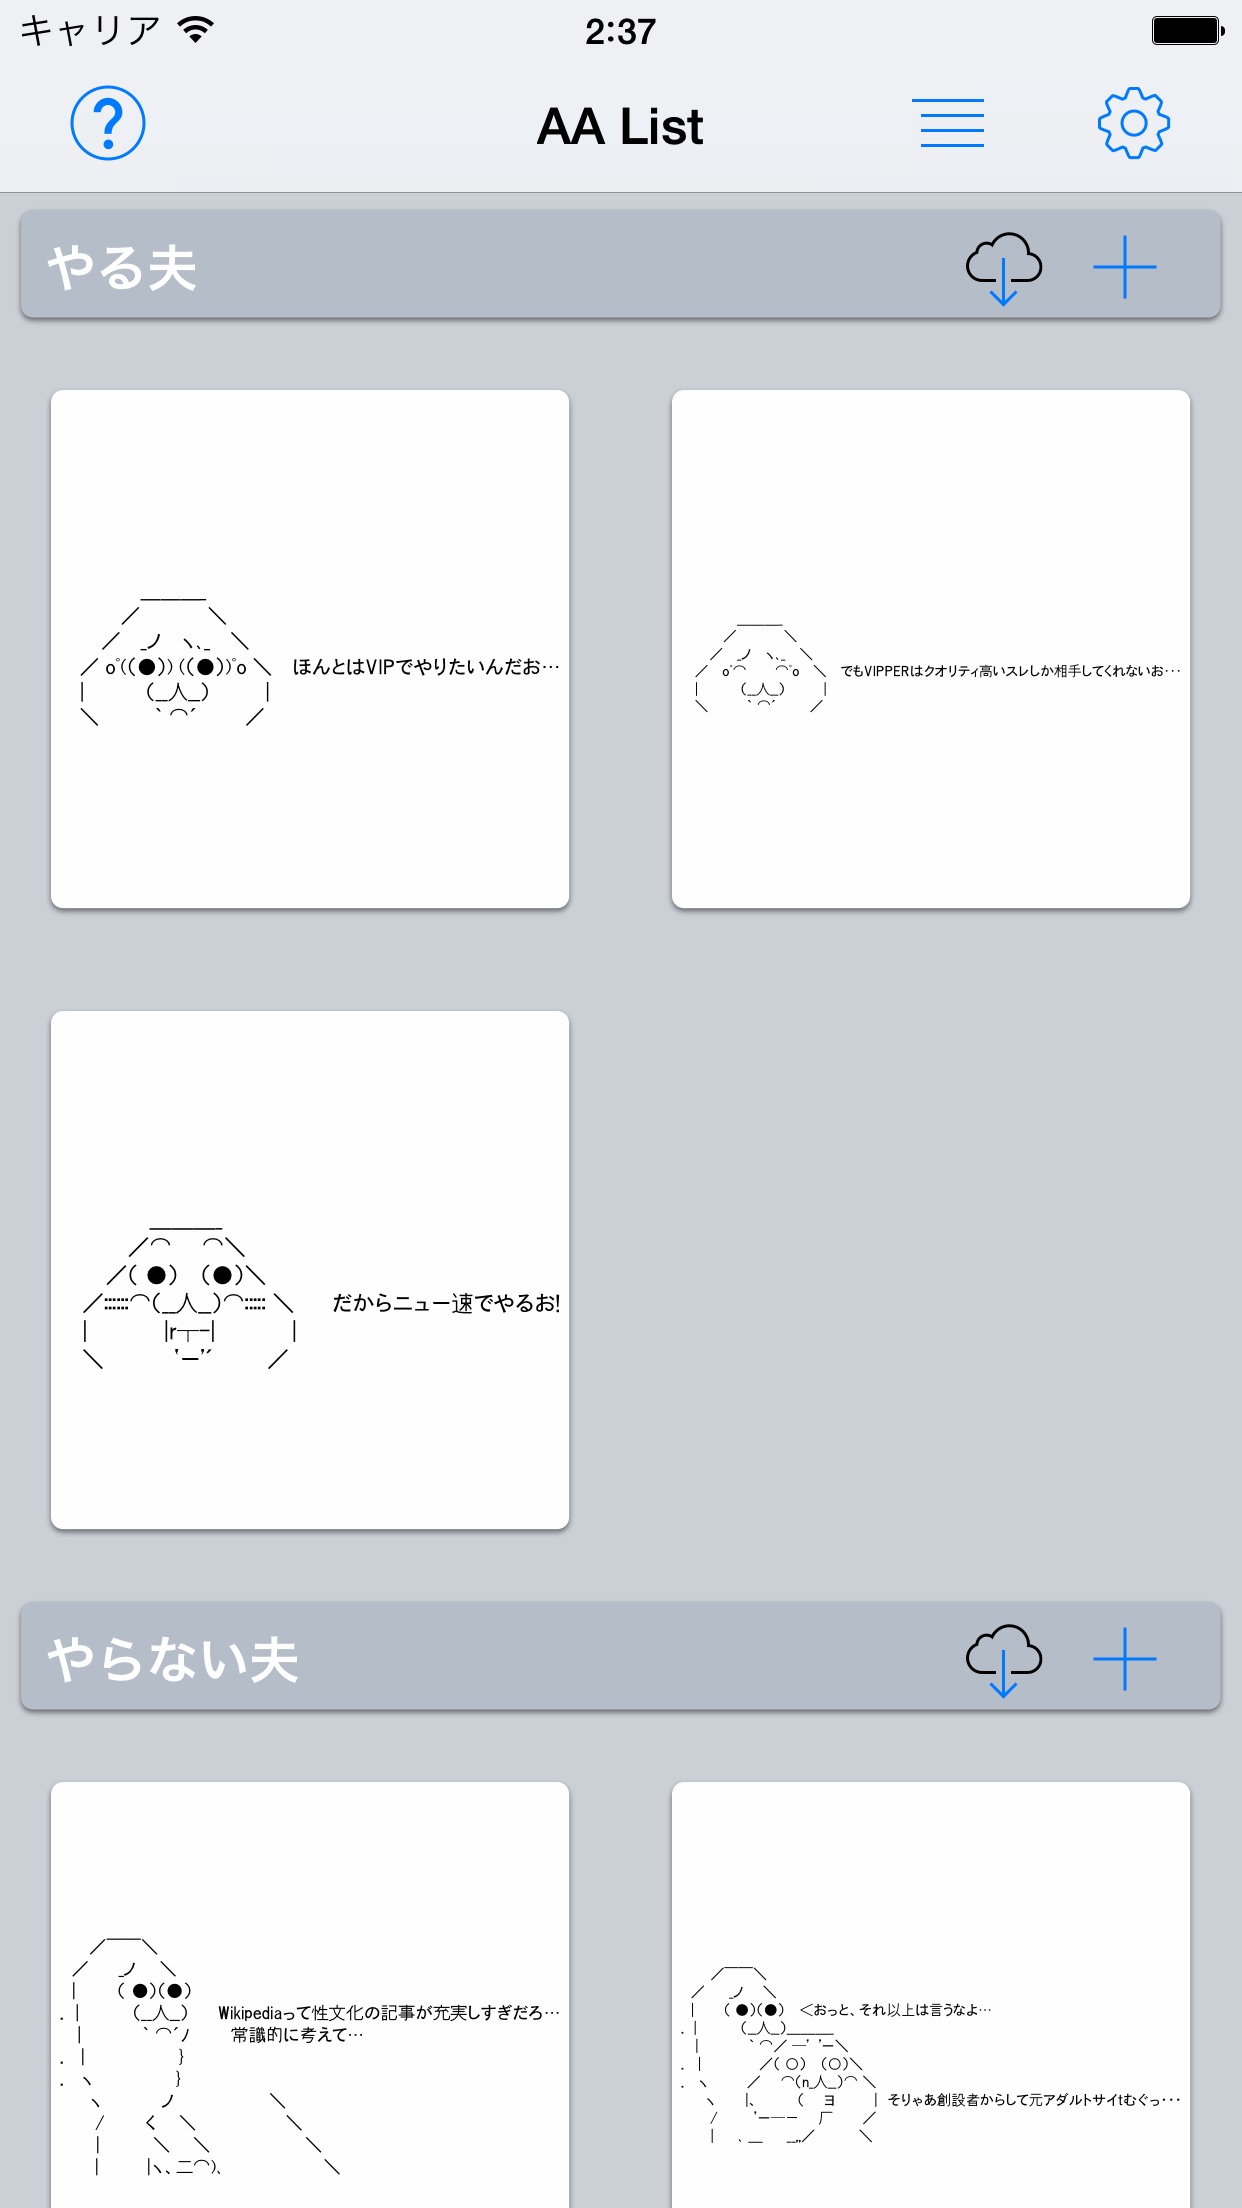 キャリア 2:37
AA List
やる夫
ほんとはVIPでやりたいんだお…
でもVIPPERはクオリティ高いスレしか相手してくれないお・・・
だからニュー速でやるお!
やらない夫
Wikipediaって性文化の記事が充実しすぎだろ…
常識的に考えて…
＜おっと、それ以上は言うなよ…
そりゃあ創設者からして元アダルトサイtむぐっ・・・